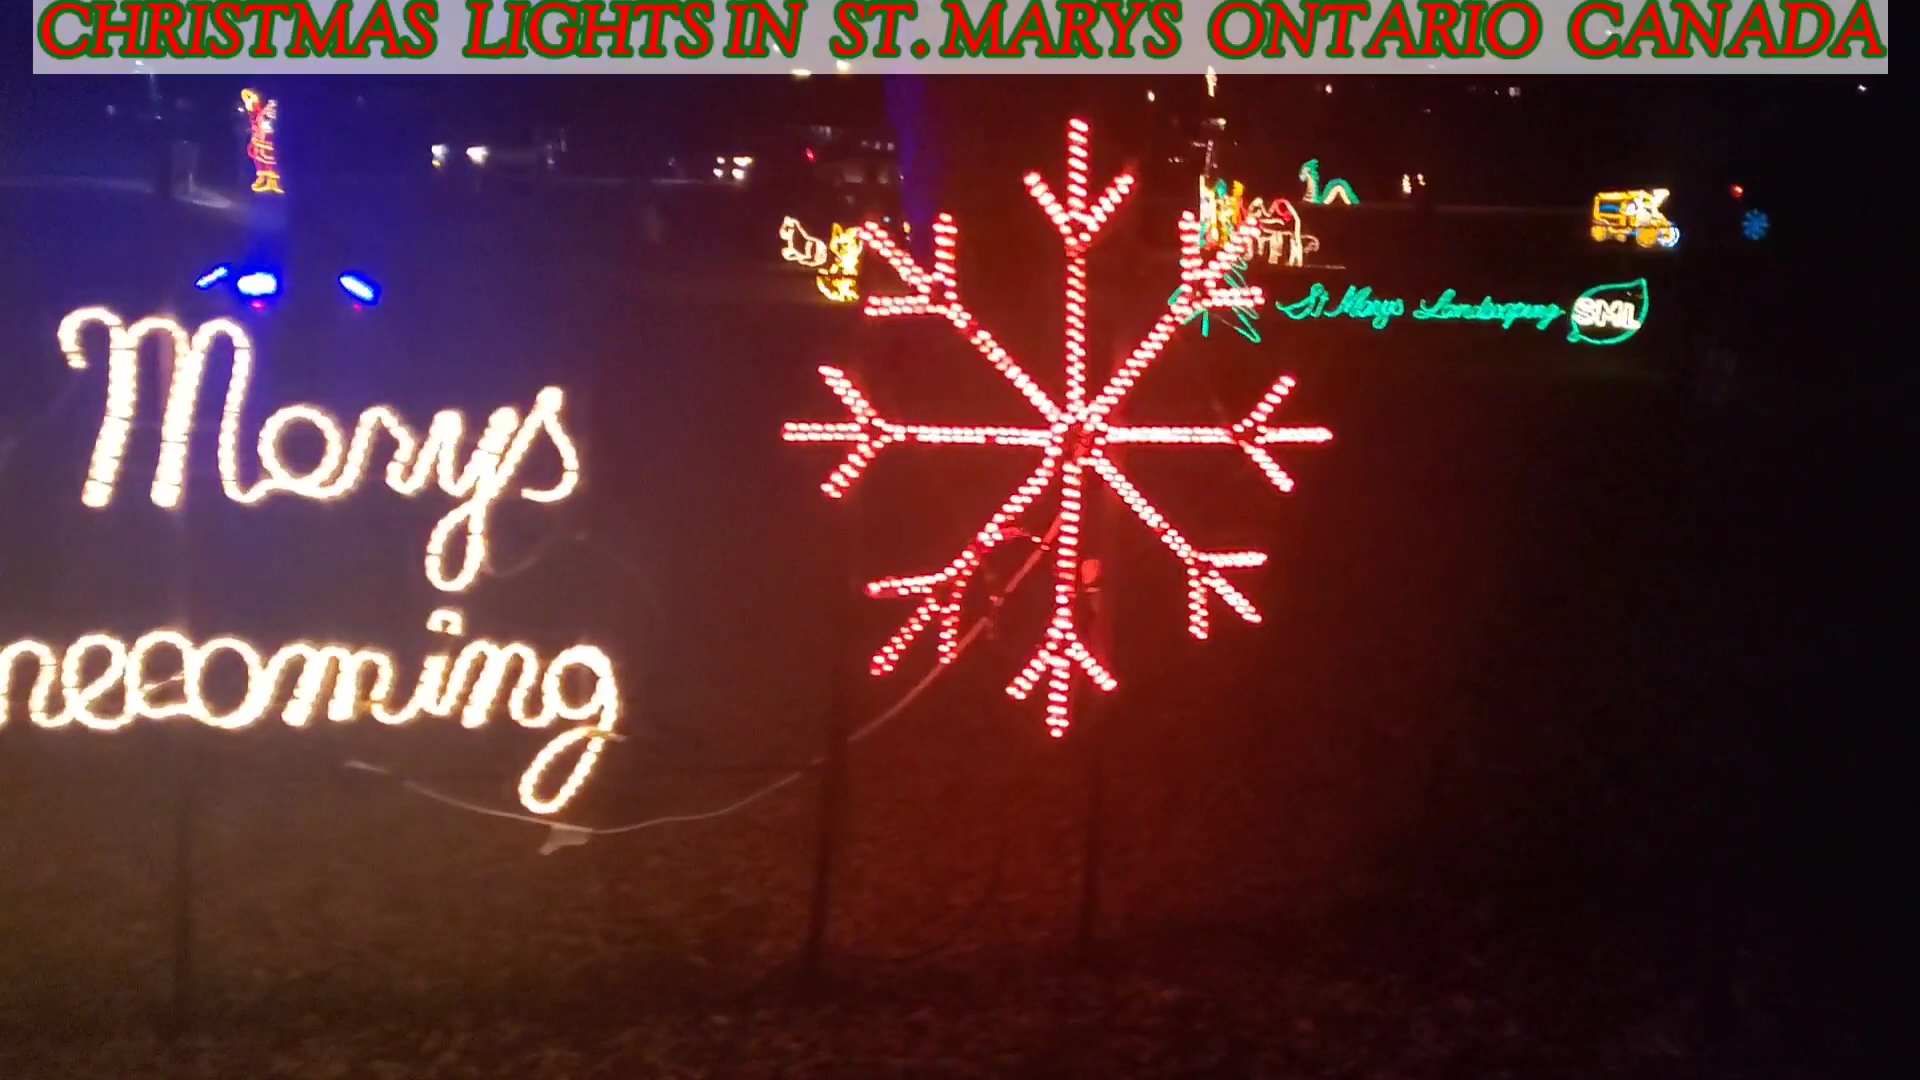 CHRISTMAS LIGHTS IN ST. MARYS ONTARIO CANADA
St Marys Landscaping SML
Marys
necoming